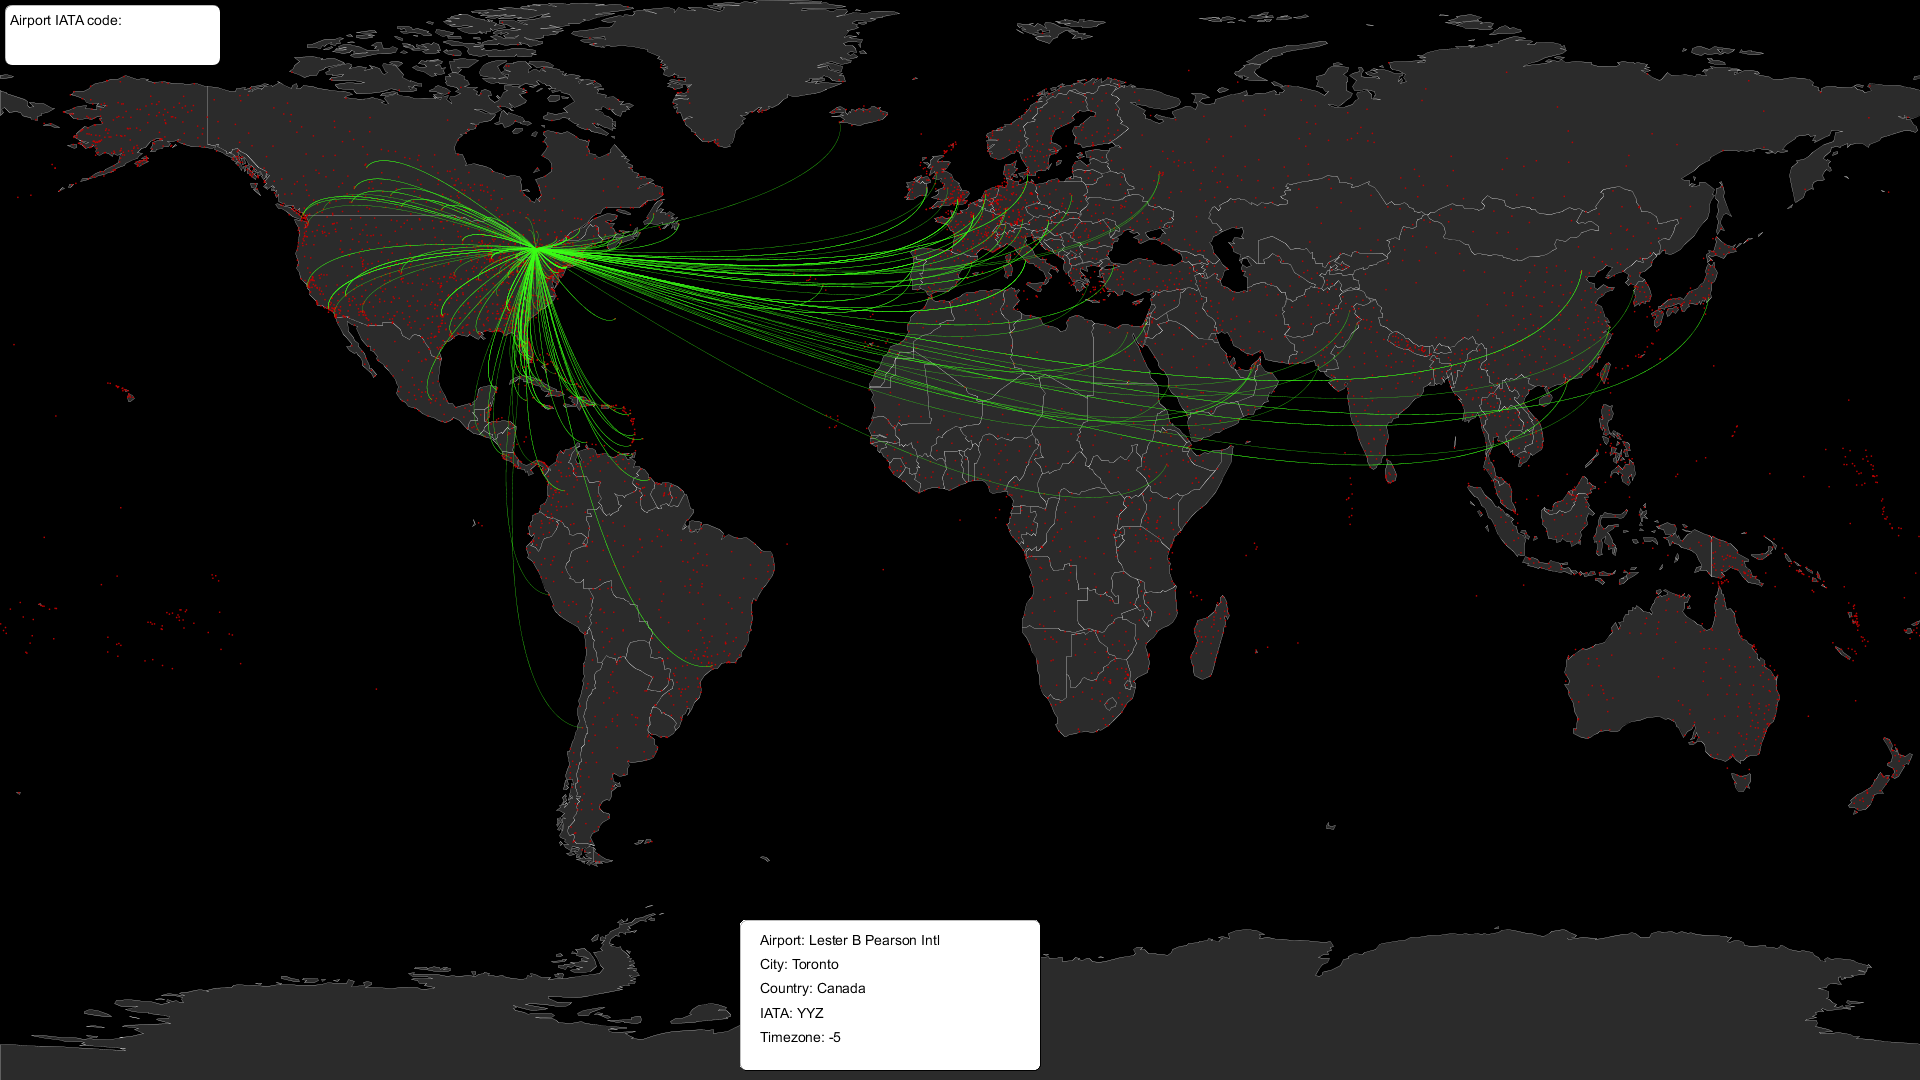 Airport IATA code:
Airport: Lester B Pearson Intl
City: Toronto
Country: Canada
IATA: YYZ
Timezone: -5